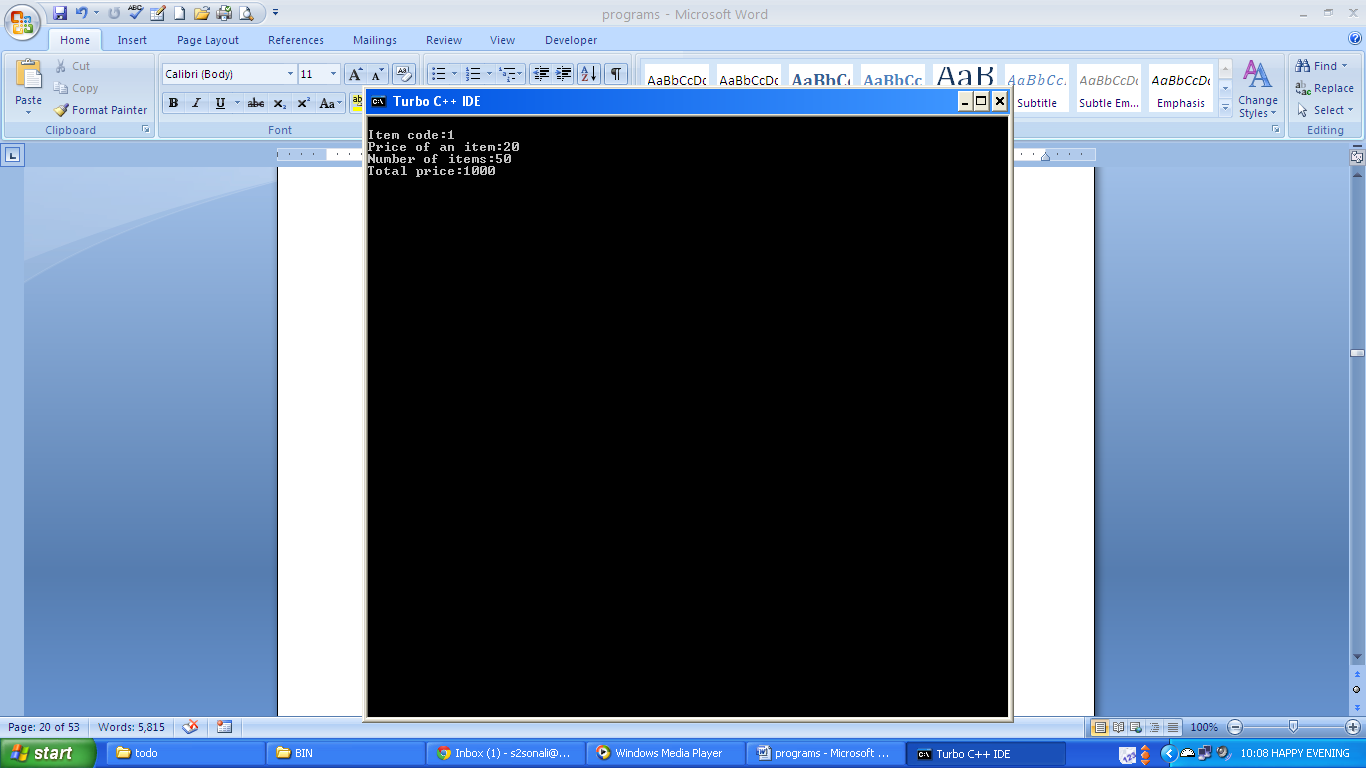 programs - Microsoft Word
Home Insert Page Layout References Mailings Review View Developer
Paste
Cut
Copy
Format Painter
Clipboard
Calibri (Body) 11
Font
AaBbCcDc AaBbCcDc AaBbC AaBbCc AaB AaBbCc. AaBbCcDc AaBbCcDc
Subtitle Subtle Em... Emphasis
Change
Styles
Find
Replace
Select
Editing
Turbo C++ IDE
Item code:1
Price of an item:20
Number of items:50
Total price:1000
Page: 20 of 53 Words: 5,815 100%
start todo BIN Inbox (1) - s2sonali@... Windows Media Player programs - Microsoft ... Turbo C++ IDE 10:08 HAPPY EVENING